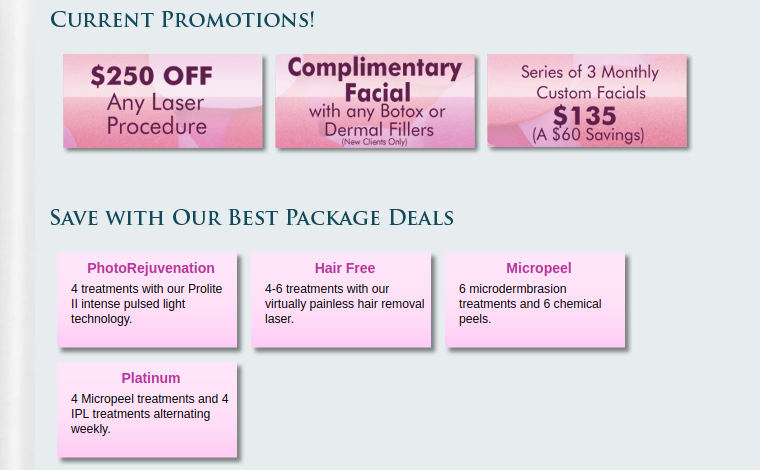 Current Promotions!
$250 OFF
Any Laser
Procedure
Complimentary
Facial
with any Botox or
Dermal Fillers
(New Clients Only)
Series of 3 Monthly
Custom Facials
$135
(A $60 Savings)
Save with Our Best Package Deals
PhotoRejuvenation
4 treatments with our Prolite
II intense pulsed light
technology.
Hair Free
4-6 treatments with our
virtually painless hair removal
laser.
Micropeel
6 microdermbrasion
treatments and 6 chemical
peels.
Platinum
4 Micropeel treatments and 4
IPL treatments alternating
weekly.